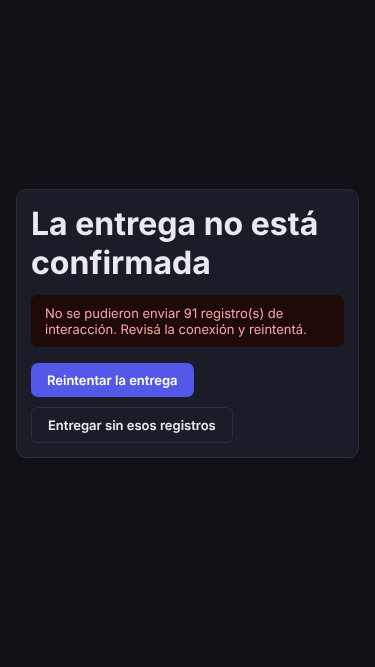 La entrega no está
confirmada
No se pudieron enviar 91 registro(s) de
interacción. Revisá la conexión y reintentá.
Reintentar la entrega
Entregar sin esos registros